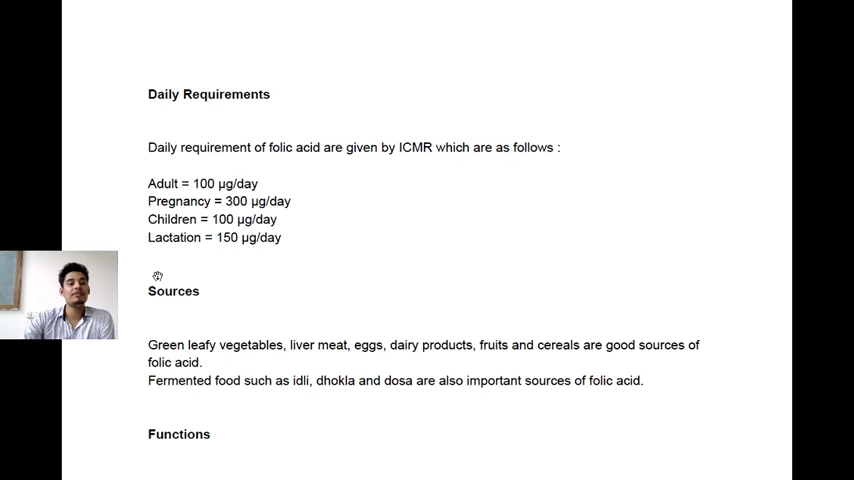 Daily Requirements
Daily requirement of folic acid are given by ICMR which are as follows :
Adult = 100 µg/day
Pregnancy = 300 µg/day
Children = 100 µg/day
Lactation = 150 µg/day
Sources
Green leafy vegetables, liver meat, eggs, dairy products, fruits and cereals are good sources of
folic acid.
Fermented food such as idli, dhokla and dosa are also important sources of folic acid.
Functions